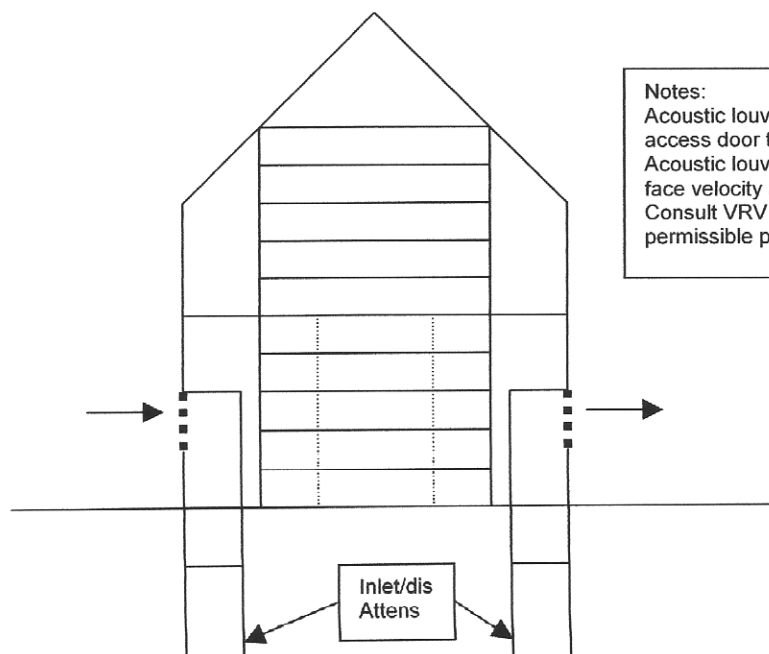 Notes:
Acoustic louv
access door t
Acoustic louv
face velocity
Consult VRV
permissible p
Inlet/dis
Attens